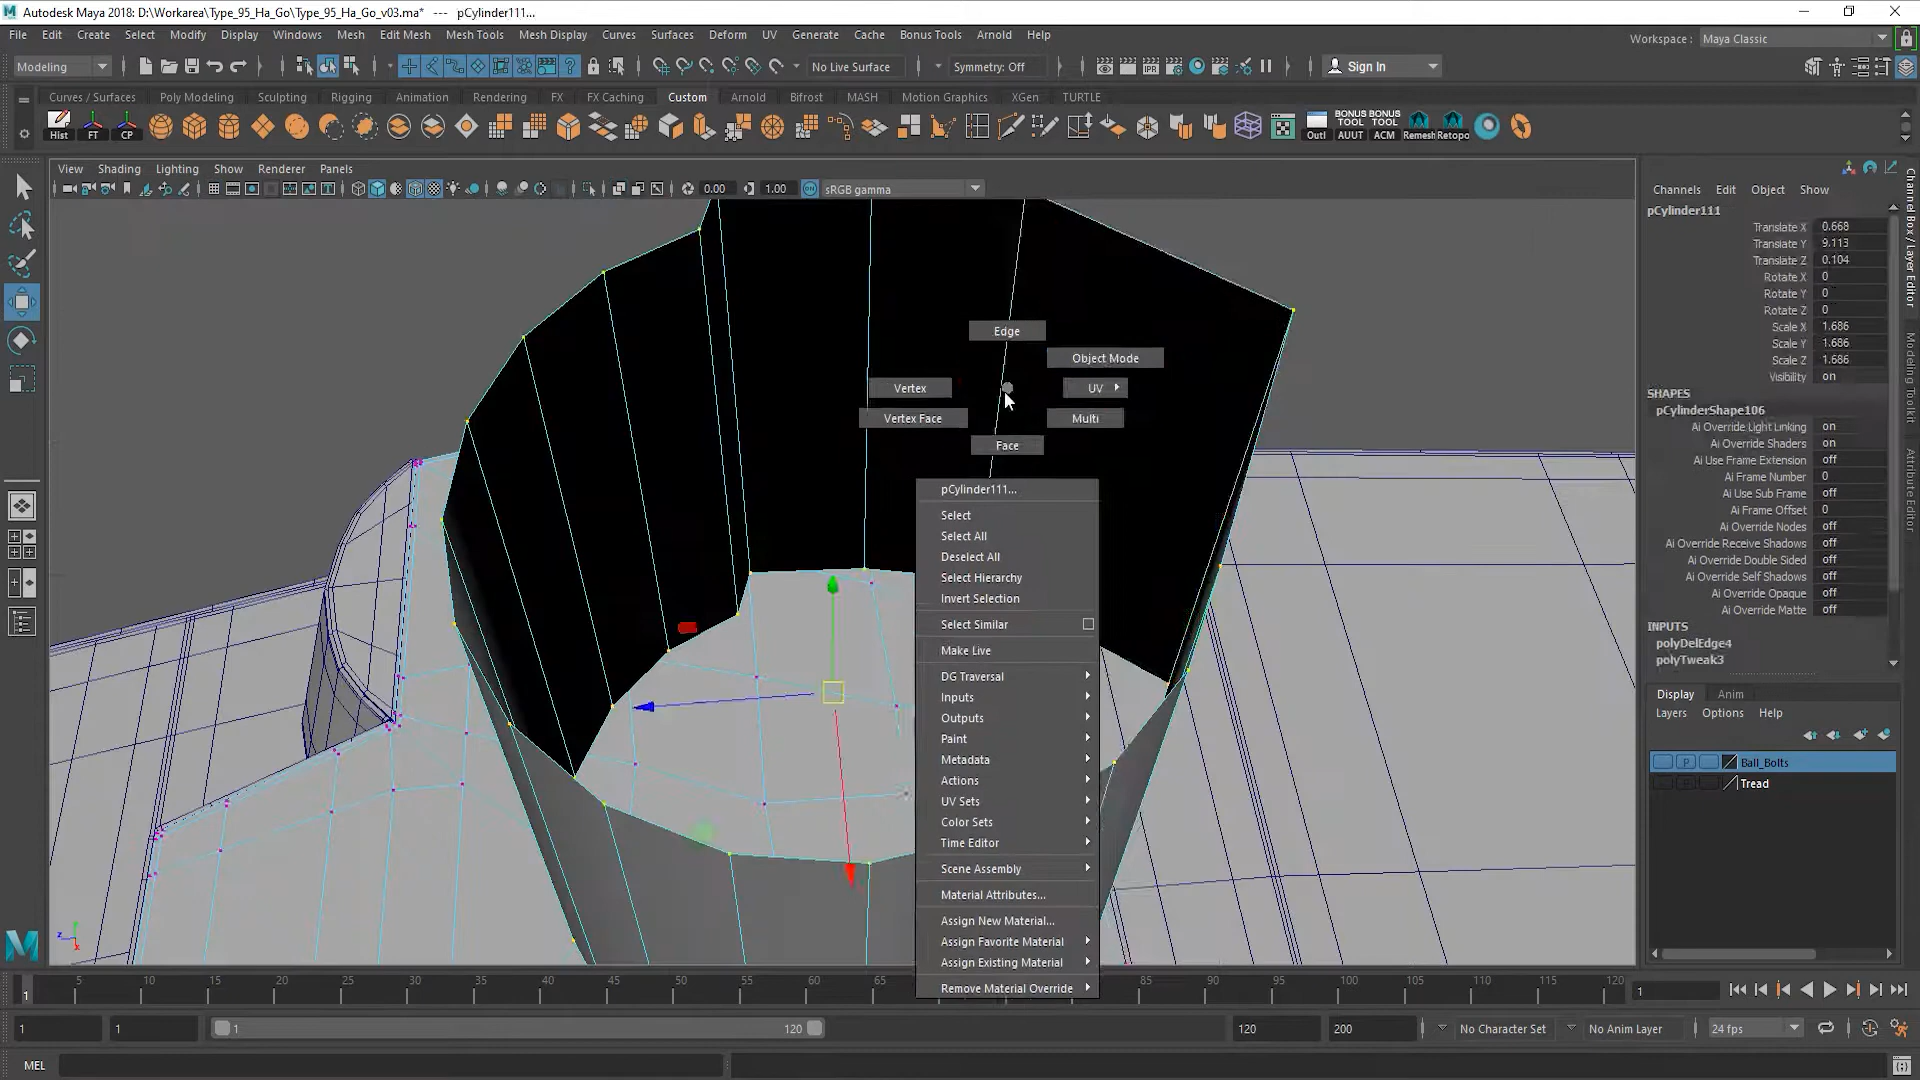 Autodesk Maya 2018: D:\Workarea\Type_95_Ha_Go\Type_95_Ha_Go_v03.ma* --- pCylinder111...
File Edit Create Select Modify Display Windows Mesh Edit Mesh Mesh Tools Mesh Display Curves Surfaces Deform UV Generate Cache Bonus Tools Arnold Help
Workspace : Maya Classic
Modeling No Live Surface Symmetry: Off Sign In
Curves / Surfaces Poly Modeling Sculpting Rigging Animation Rendering FX FX Caching Custom Arnold Bifrost MASH Motion Graphics XGen TURTLE
Hist FT CP Outl BONUS TOOL AUUT BONUS TOOL ACM Remesh Retopo
View Shading Lighting Show Renderer Panels
0.00 1.00 sRGB gamma
Edge
Object Mode
Vertex UV
Vertex Face Multi
Face
pCylinder111...
Select
Select All
Deselect All
Select Hierarchy
Invert Selection
Select Similar
Make Live
DG Traversal
Inputs
Outputs
Paint
Metadata
Actions
UV Sets
Color Sets
Time Editor
Scene Assembly
Material Attributes...
Assign New Material...
Assign Favorite Material
Assign Existing Material
Remove Material Override
Channels Edit Object Show
pCylinder111
Translate X 0.668
Translate Y 9.113
Translate Z 0.104
Rotate X 0
Rotate Y 0
Rotate Z 0
Scale X 1.686
Scale Y 1.686
Scale Z 1.686
Visibility on
SHAPES
pCylinderShape106
Ai Override Light Linking on
Ai Override Shaders on
Ai Use Frame Extension off
Ai Frame Number 0
Ai Use Sub Frame off
Ai Frame Offset 0
Ai Override Nodes off
Ai Override Receive Shadows off
Ai Override Double Sided off
Ai Override Self Shadows off
Ai Override Opaque off
Ai Override Matte off
INPUTS
polyDelEdge4
polyTweak3
Display Anim
Layers Options Help
P Ball_Bolts
Tread
Channel Box / Layer Editor
Modeling Toolkit
Attribute Editor
5 10 15 20 25 30 35 40 45 50 55 60 65 85 90 95 100 105 110 115 120
1 1
1 1 1 120 120 200 No Character Set No Anim Layer 24 fps
MEL